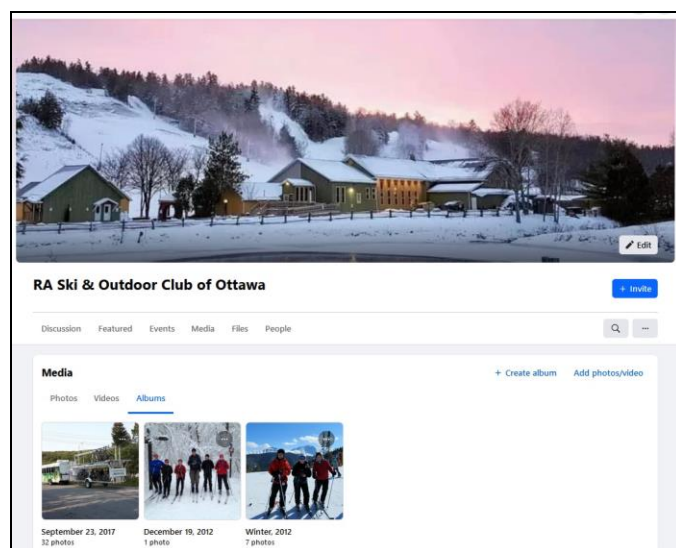 Edit
RA Ski & Outdoor Club of Ottawa
+ Invite
Discussion Featured Events Media Files People
Media
+ Create album Add photos/video
Photos Videos Albums
September 23, 2017 December 19, 2012 Winter, 2012
32 photos 1 photo 7 photos